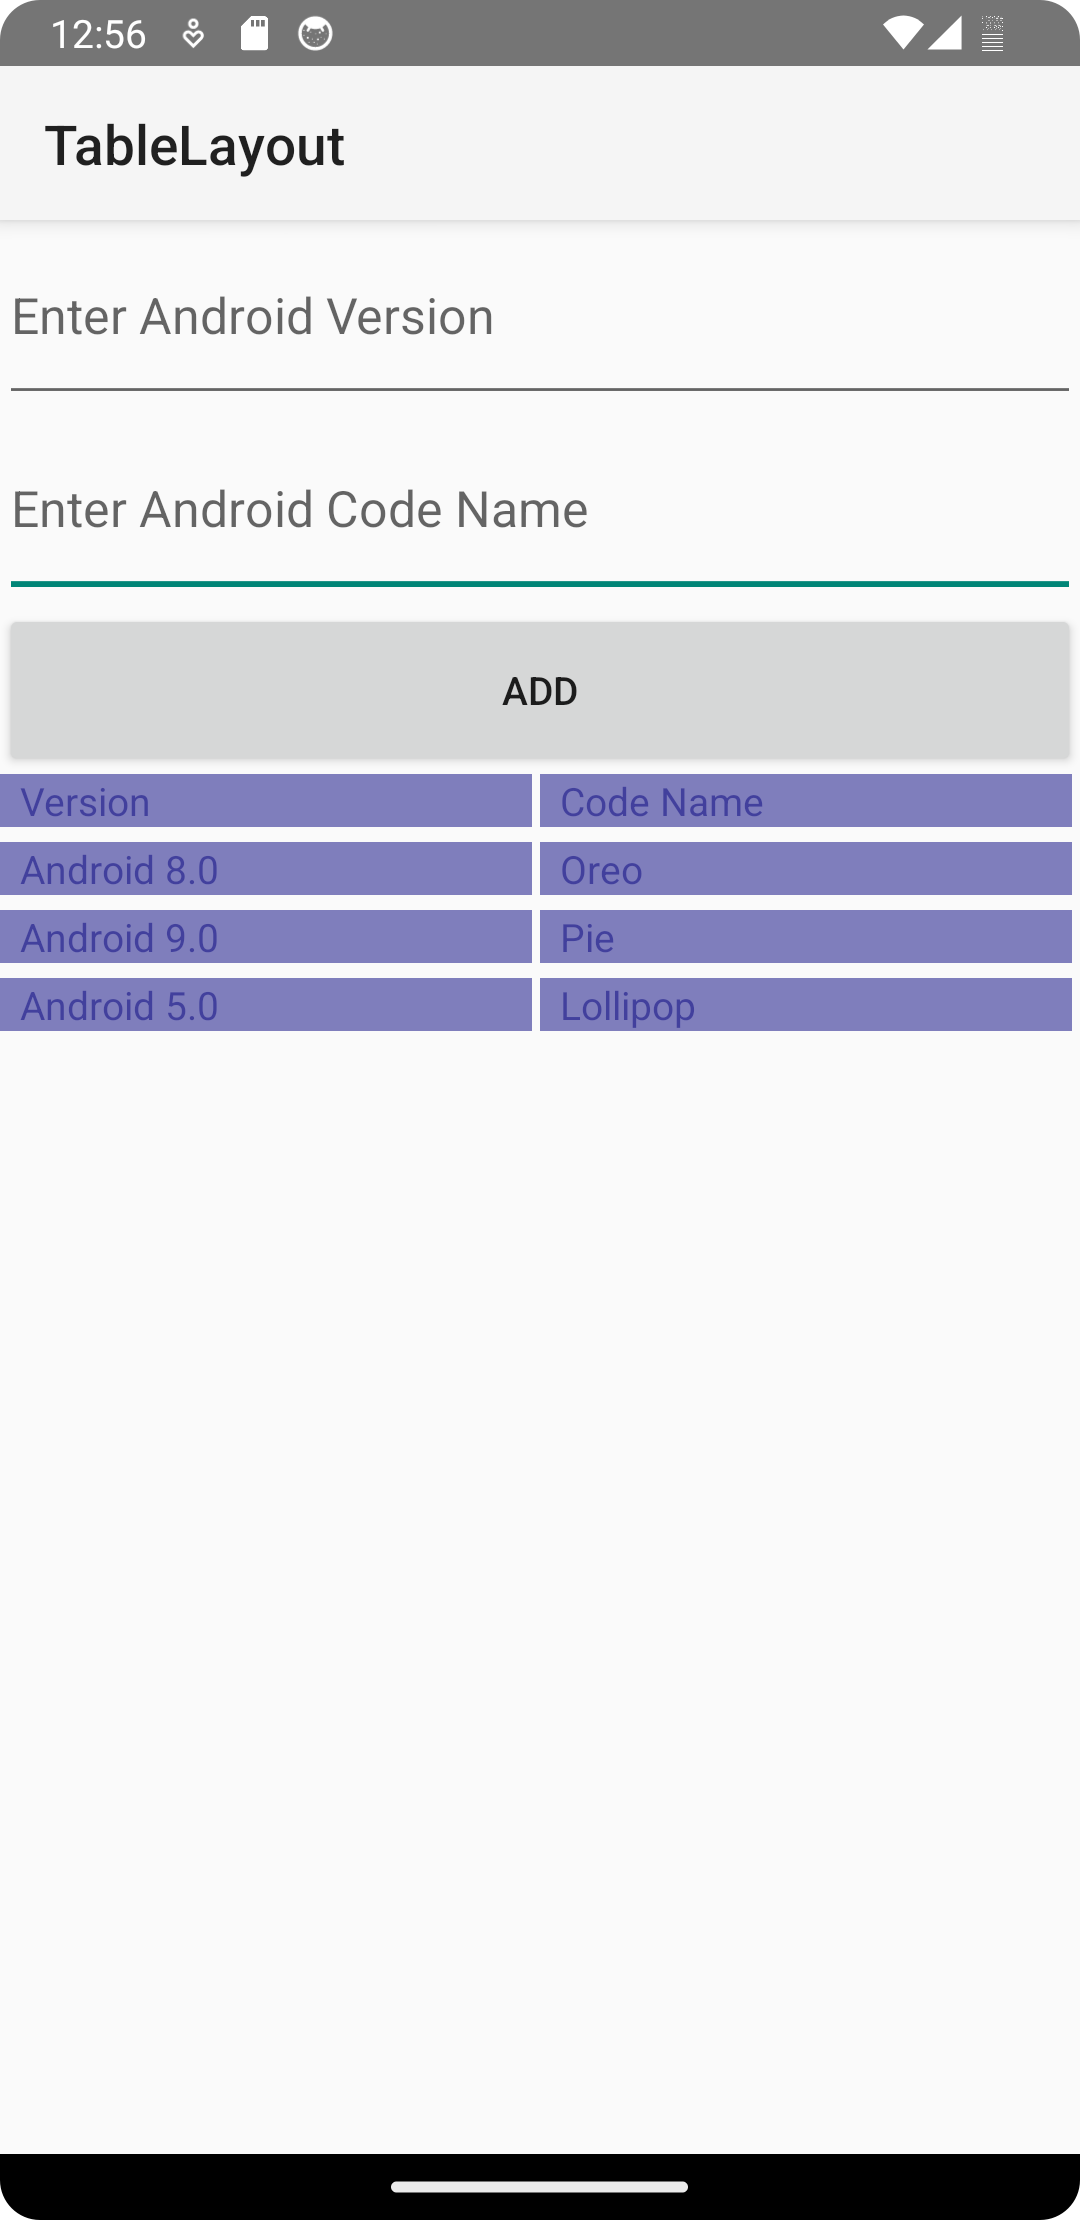 12:56
TableLayout
Enter Android Version
Enter Android Code Name
ADD
Version Code Name
Android 8.0 Oreo
Android 9.0 Pie
Android 5.0 Lollipop